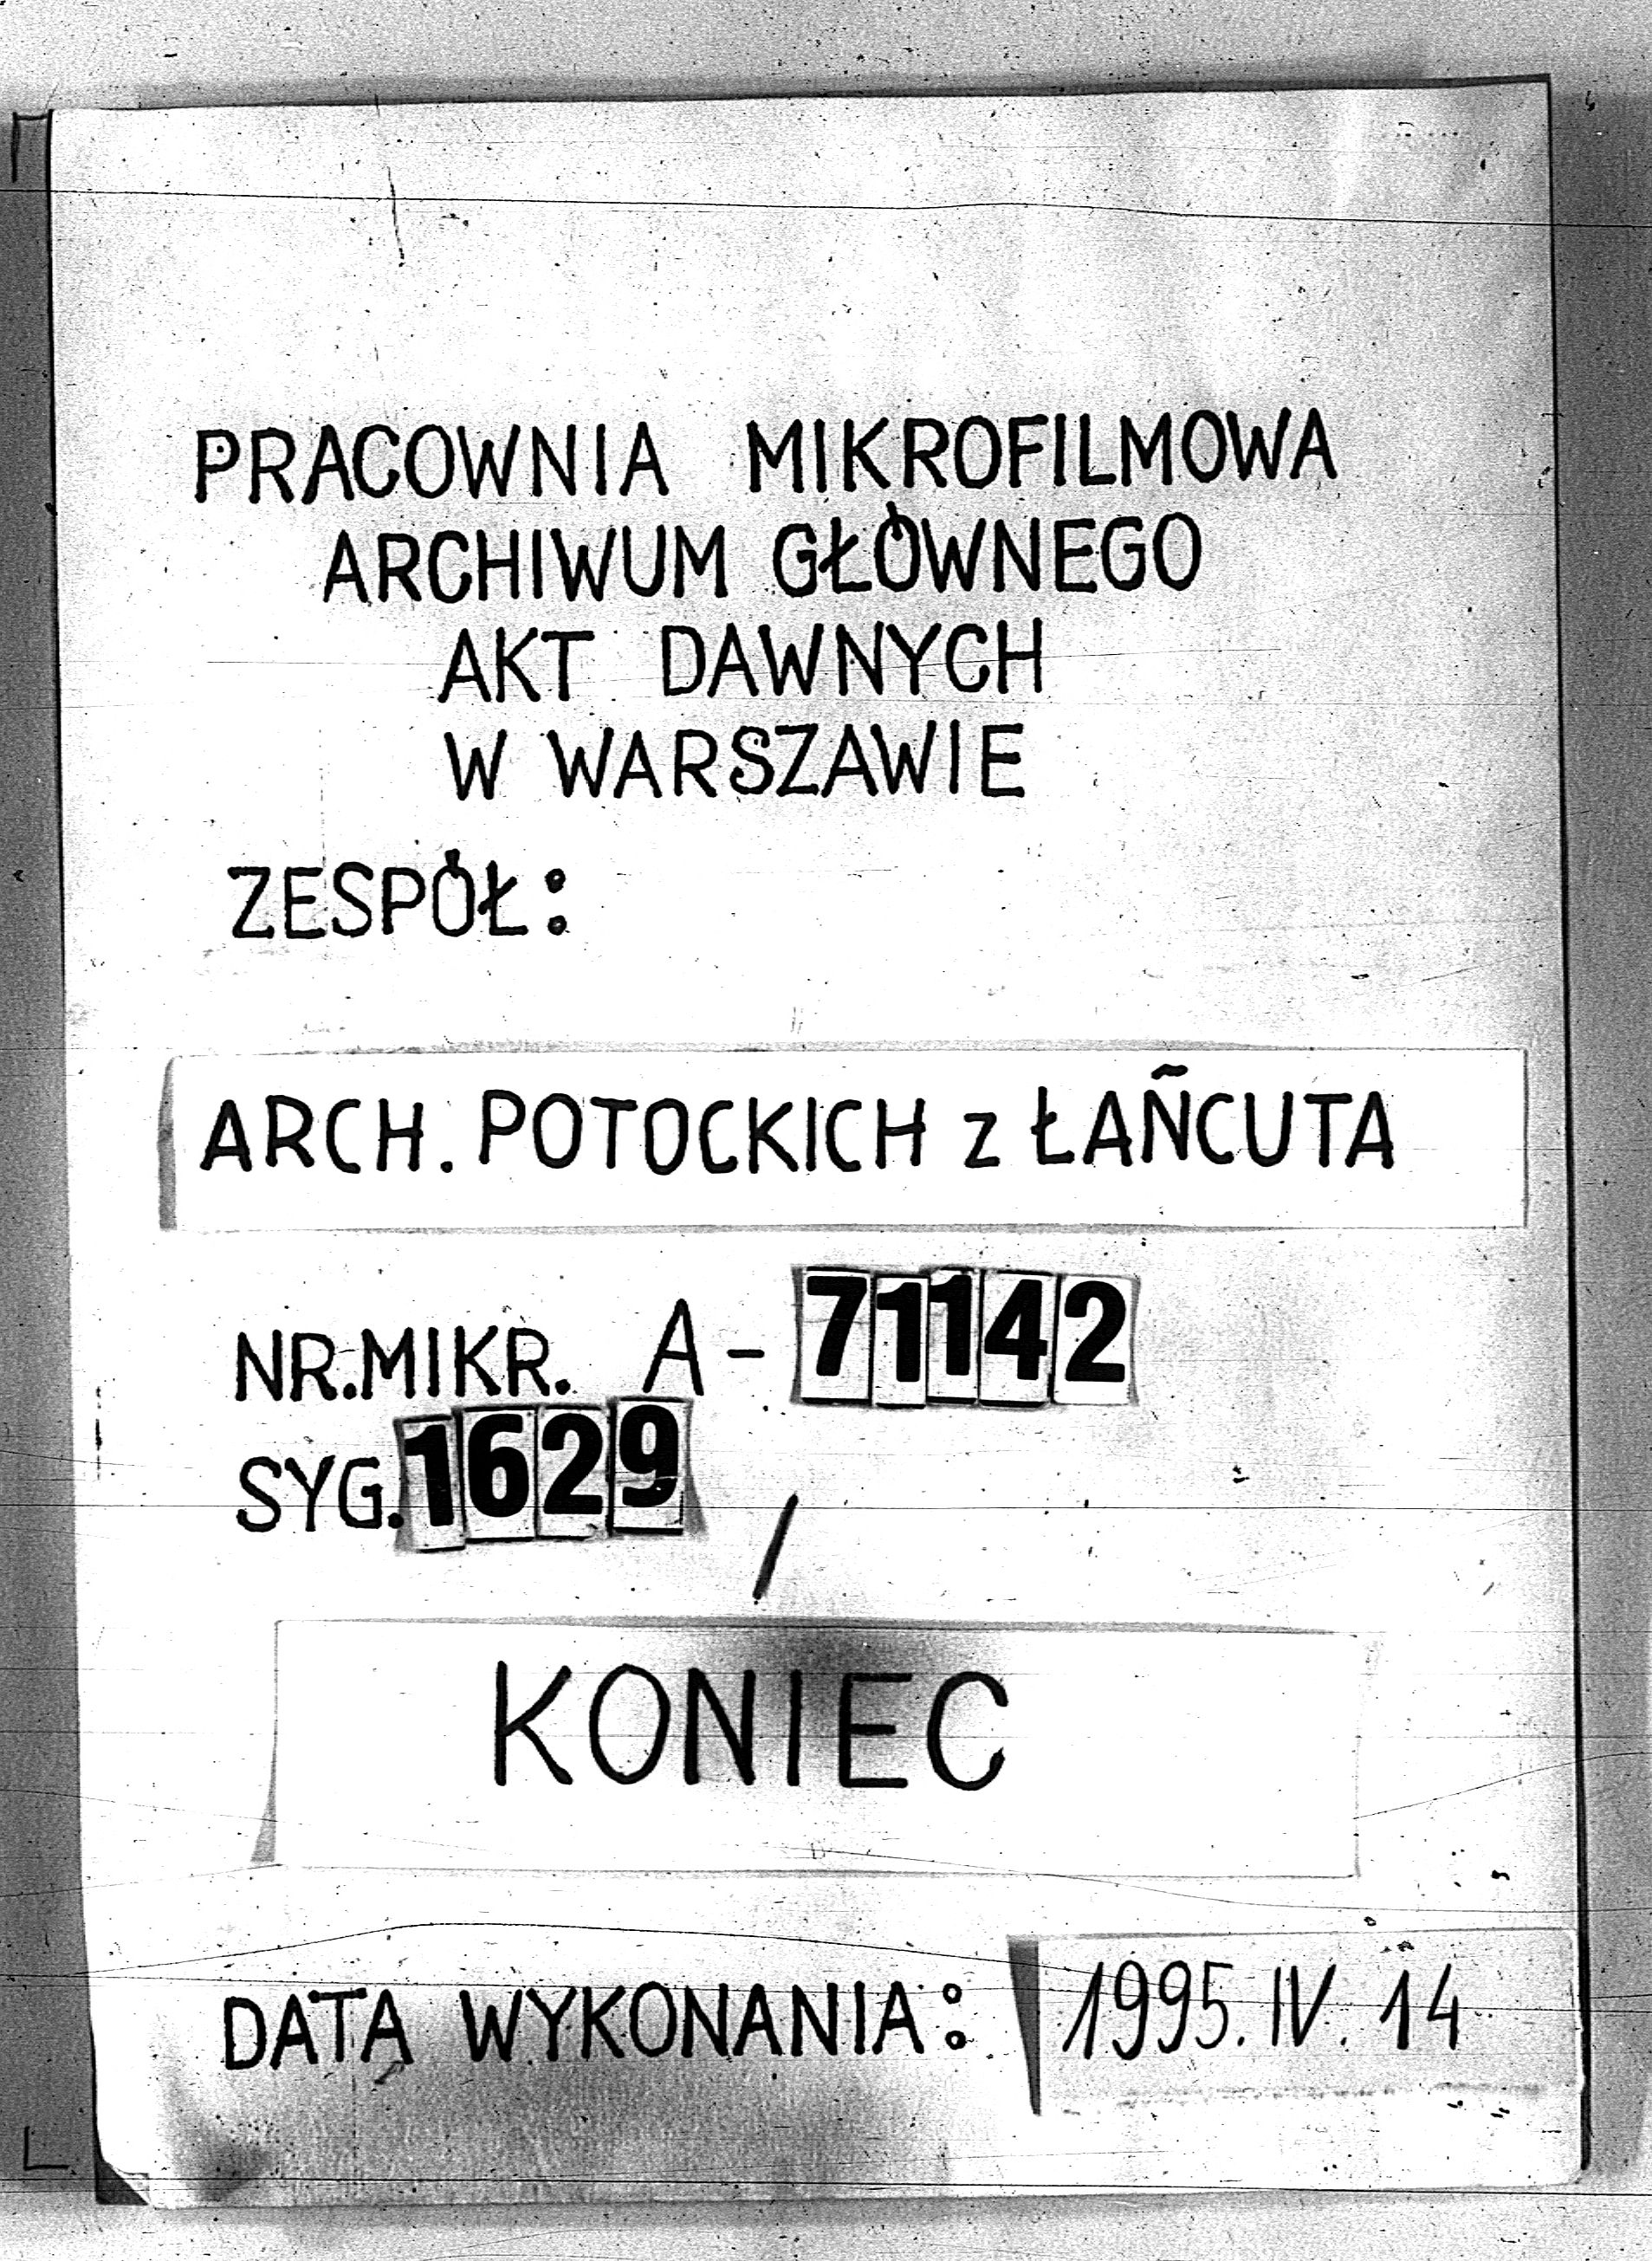 PRACOWNIA MIKROFILMOWA
ARCHIWUM GŁÓWNEGO
AKT DAWNYCH
W WARSZAWIE
ZESPÓŁ:
ARCH. POTOCKICH z ŁAÑCUTA
NR.MIKR. A-71142
SYG.1629 /
KONIEC
DATA WYKONANIA: 1995.IV.14